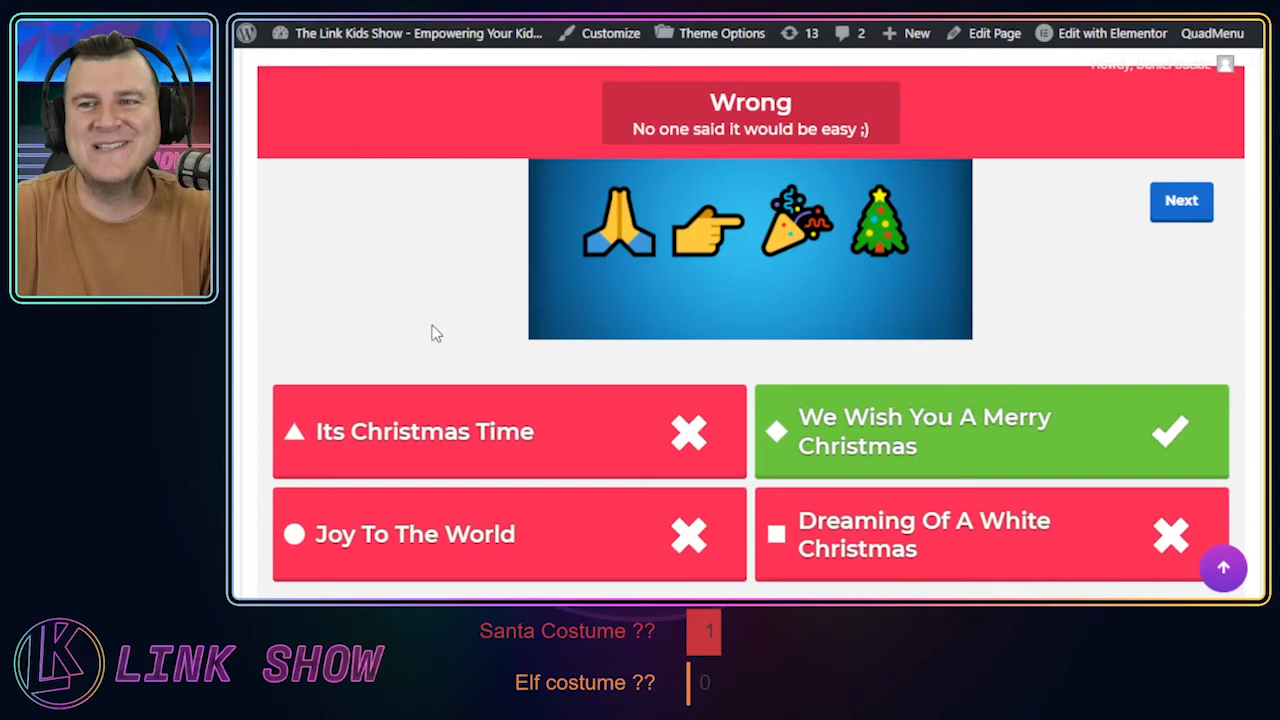 The Link Kids Show - Empowering Your Kid... Customize Theme Options 13 2 New Edit Page Edit with Elementor QuadMenu
Wrong
No one said it would be easy ;)
Next
Its Christmas Time
We Wish You A Merry
Christmas
Joy To The World
Dreaming Of A White
Christmas
Santa Costume ?? 1
Elf costume ?? 0
LINK SHOW